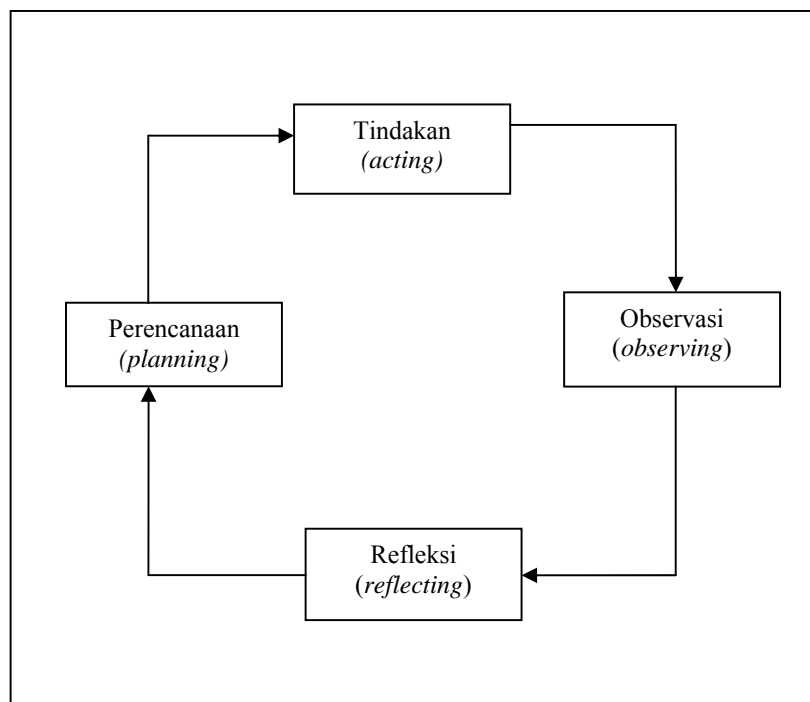 Tindakan
(acting)
Perencanaan
(planning)
Observasi
(observing)
Refleksi
(reflecting)